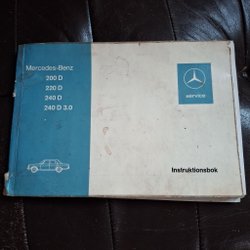 Mercedes-Benz
200 D
220 D
240 D
240 D 3.0
service
Instruktionsbok